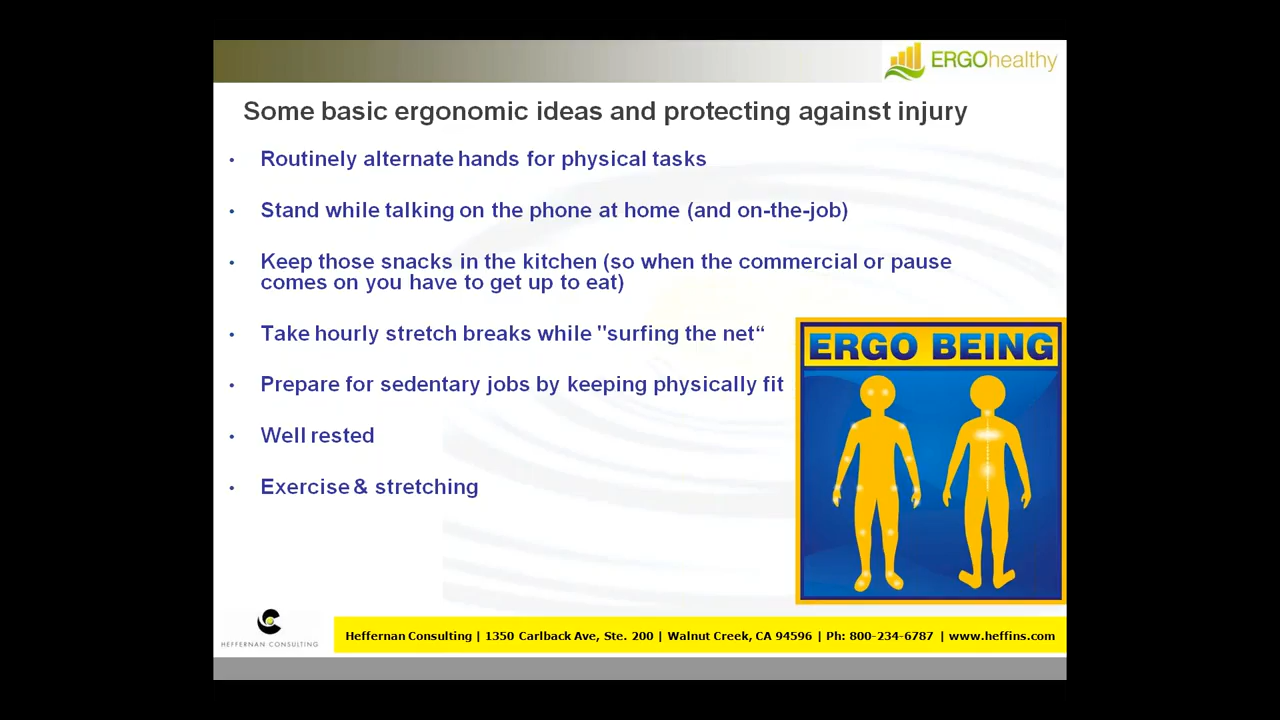 ERGOhealthy
Some basic ergonomic ideas and protecting against injury
• Routinely alternate hands for physical tasks
• Stand while talking on the phone at home (and on-the-job)
• Keep those snacks in the kitchen (so when the commercial or pause
comes on you have to get up to eat)
• Take hourly stretch breaks while "surfing the net“
• Prepare for sedentary jobs by keeping physically fit
• Well rested
• Exercise & stretching
ERGO BEING
HEFFERNAN CONSULTING
Heffernan Consulting | 1350 Carlback Ave, Ste. 200 | Walnut Creek, CA 94596 | Ph: 800-234-6787 | www.heffins.com